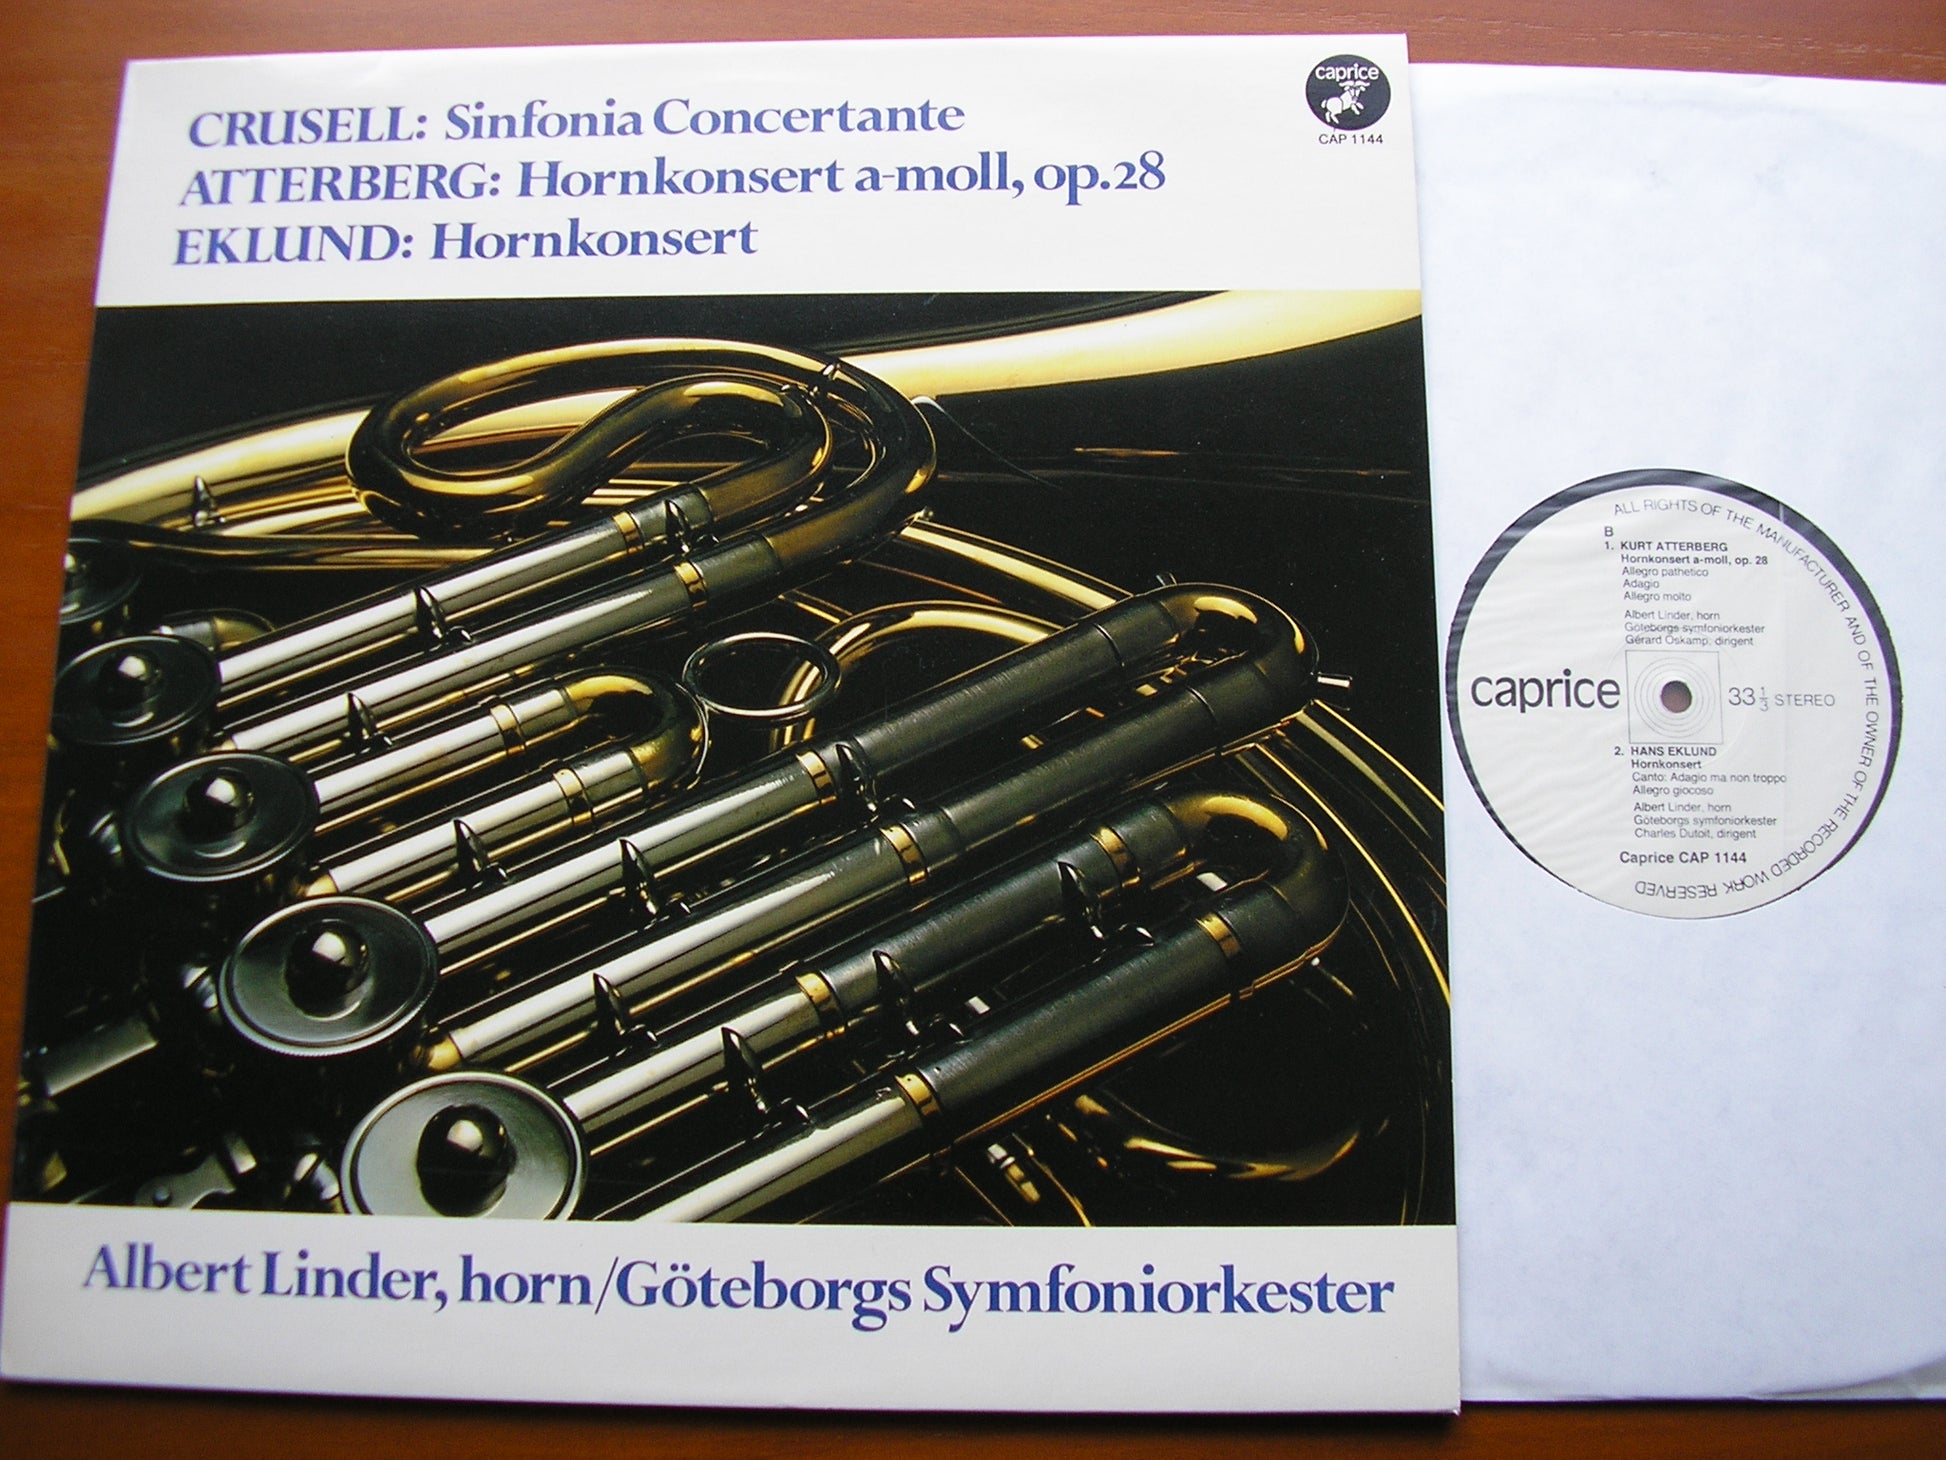 CRUSELL: Sinfonia Concertante
ATTERBERG: Hornkonsert a-moll, op.28
EKLUND: Hornkonsert
caprice
CAP 1144
Albert Linder, horn/Göteborgs Symfoniorkester
ALL RIGHTS OF THE MANUFACTURER AND OF THE OWNER OF THE RECORDED WORK RESERVED
B
1. KURT ATTERBERG
Hornkonsert a-moll, op. 28
Allegro pathetico
Adagio
Allegro molto
Albert Linder, horn
Göteborgs symfoniorkester
Gérard Oskamp, dirigent
caprice
33 1/3 STEREO
2. HANS EKLUND
Hornkonsert
Canto: Adagio ma non troppo
Allegro giocoso
Albert Linder, horn
Göteborgs symfoniorkester
Charles Dutoit, dirigent
Caprice CAP 1144